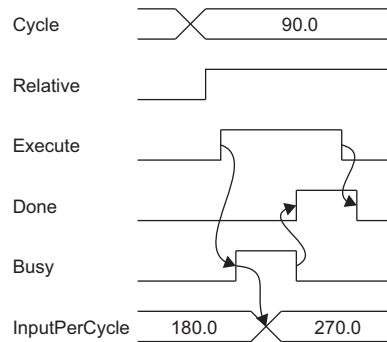 Cycle 90.0
Relative
Execute
Done
Busy
InputPerCycle 180.0 270.0